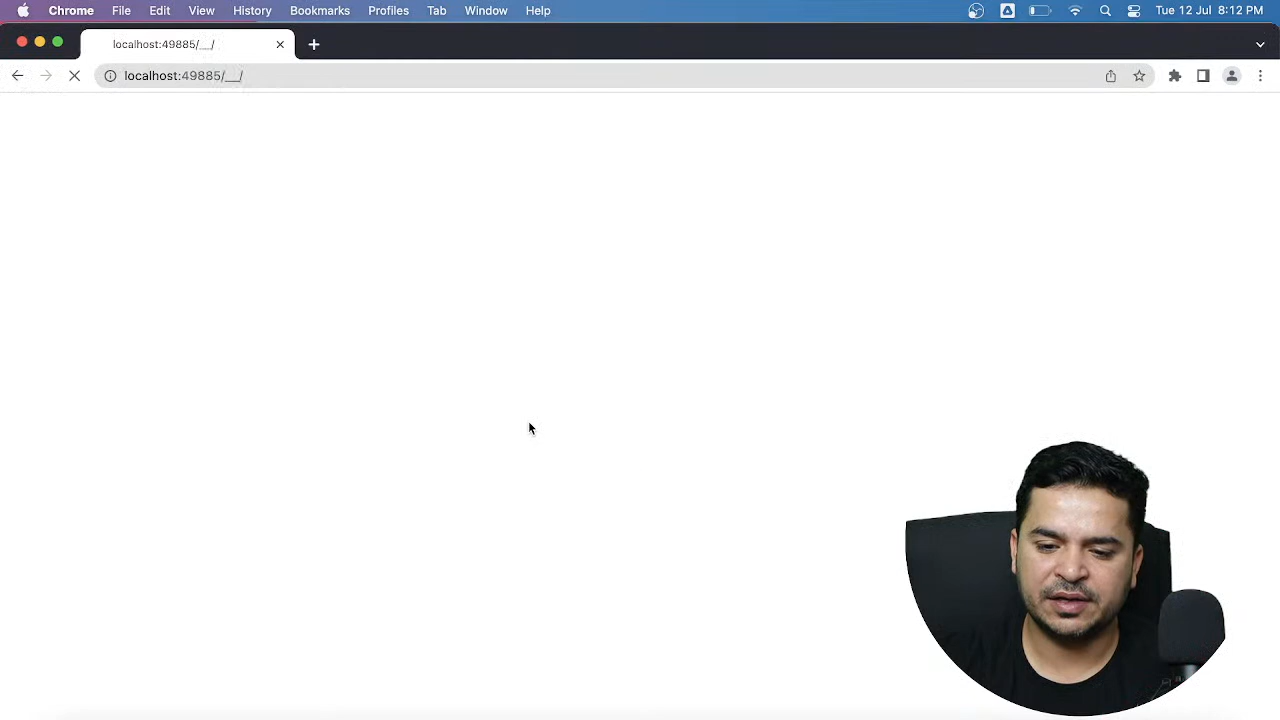 Chrome File Edit View History Bookmarks Profiles Tab Window Help Tue 12 Jul 8:12 PM
localhost:49885/__/
localhost:49885/__/